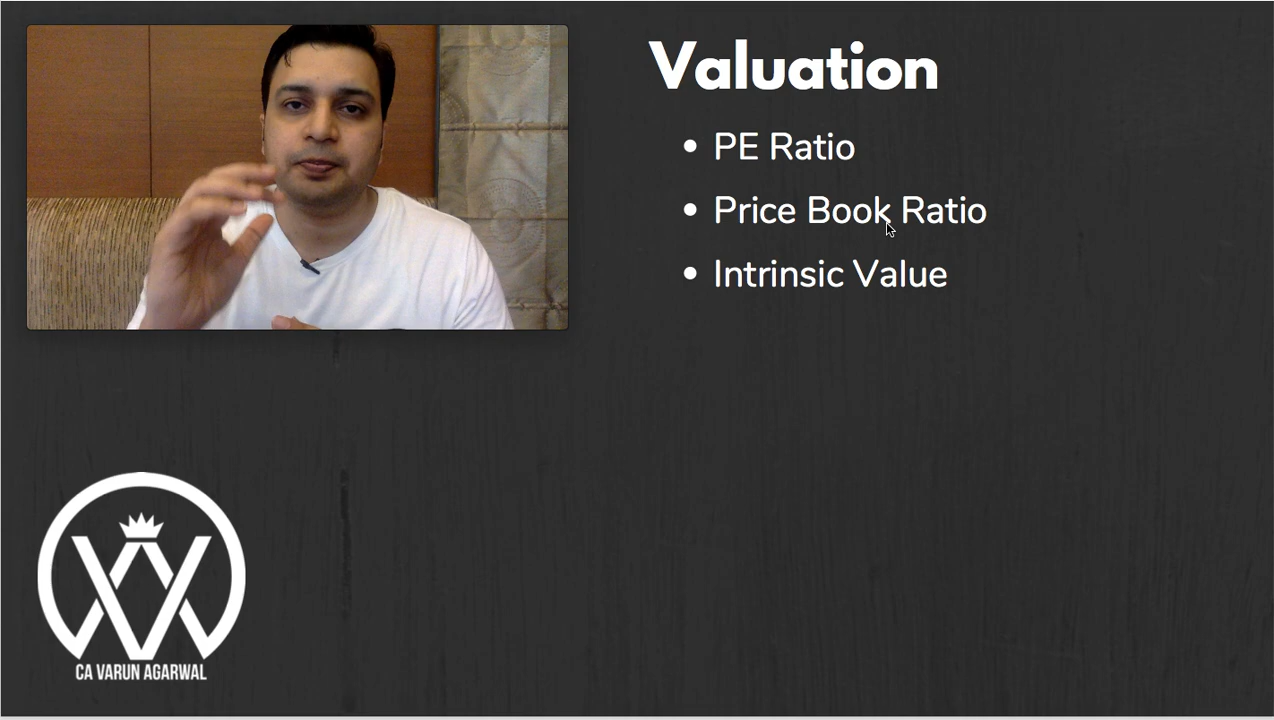 Valuation
• PE Ratio
• Price Book Ratio
• Intrinsic Value
CA VARUN AGARWAL